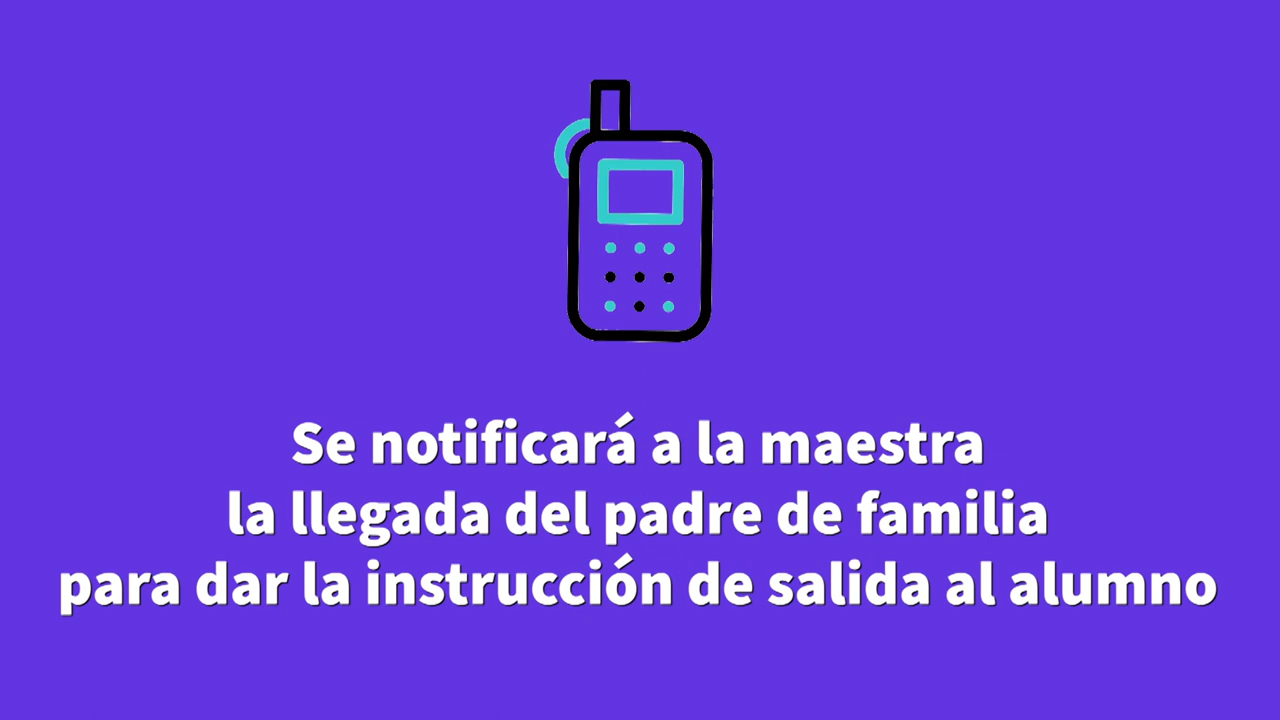 Se notificará a la maestra
la llegada del padre de familia
para dar la instrucción de salida al alumno